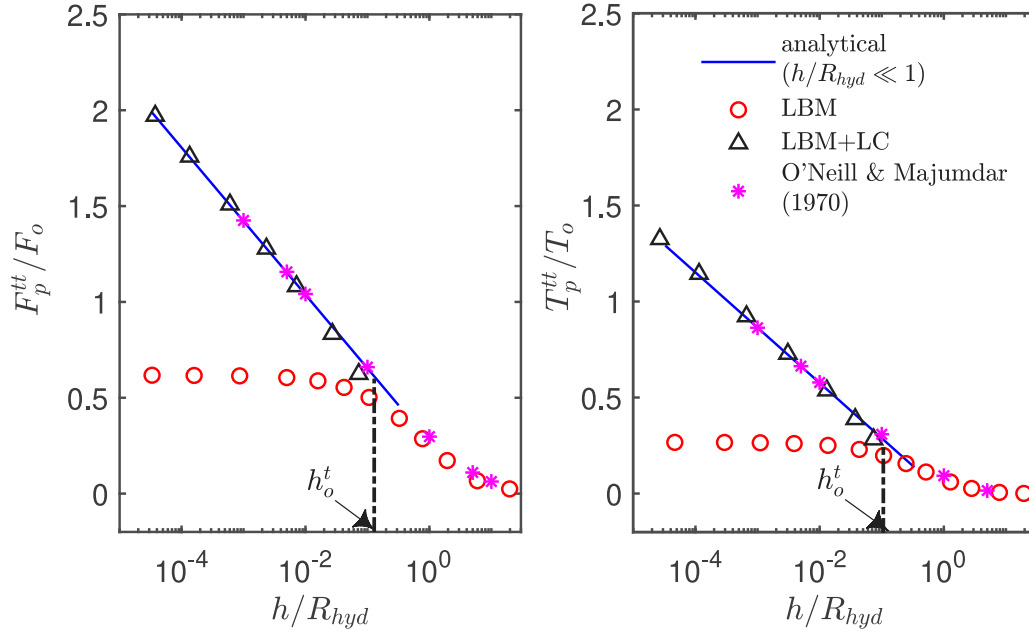 2.5
2
1.5
1
0.5
0
F_p^{tt}/F_o
h_o^t
10^{-4}
10^{-2}
10^0
h/R_{hyd}
2.5
2
1.5
1
0.5
0
T_p^{tt}/T_o
analytical
(h/R_{hyd} ≪ 1)
LBM
LBM+LC
O'Neill & Majumdar
(1970)
h_o^t
10^{-4}
10^{-2}
10^0
h/R_{hyd}